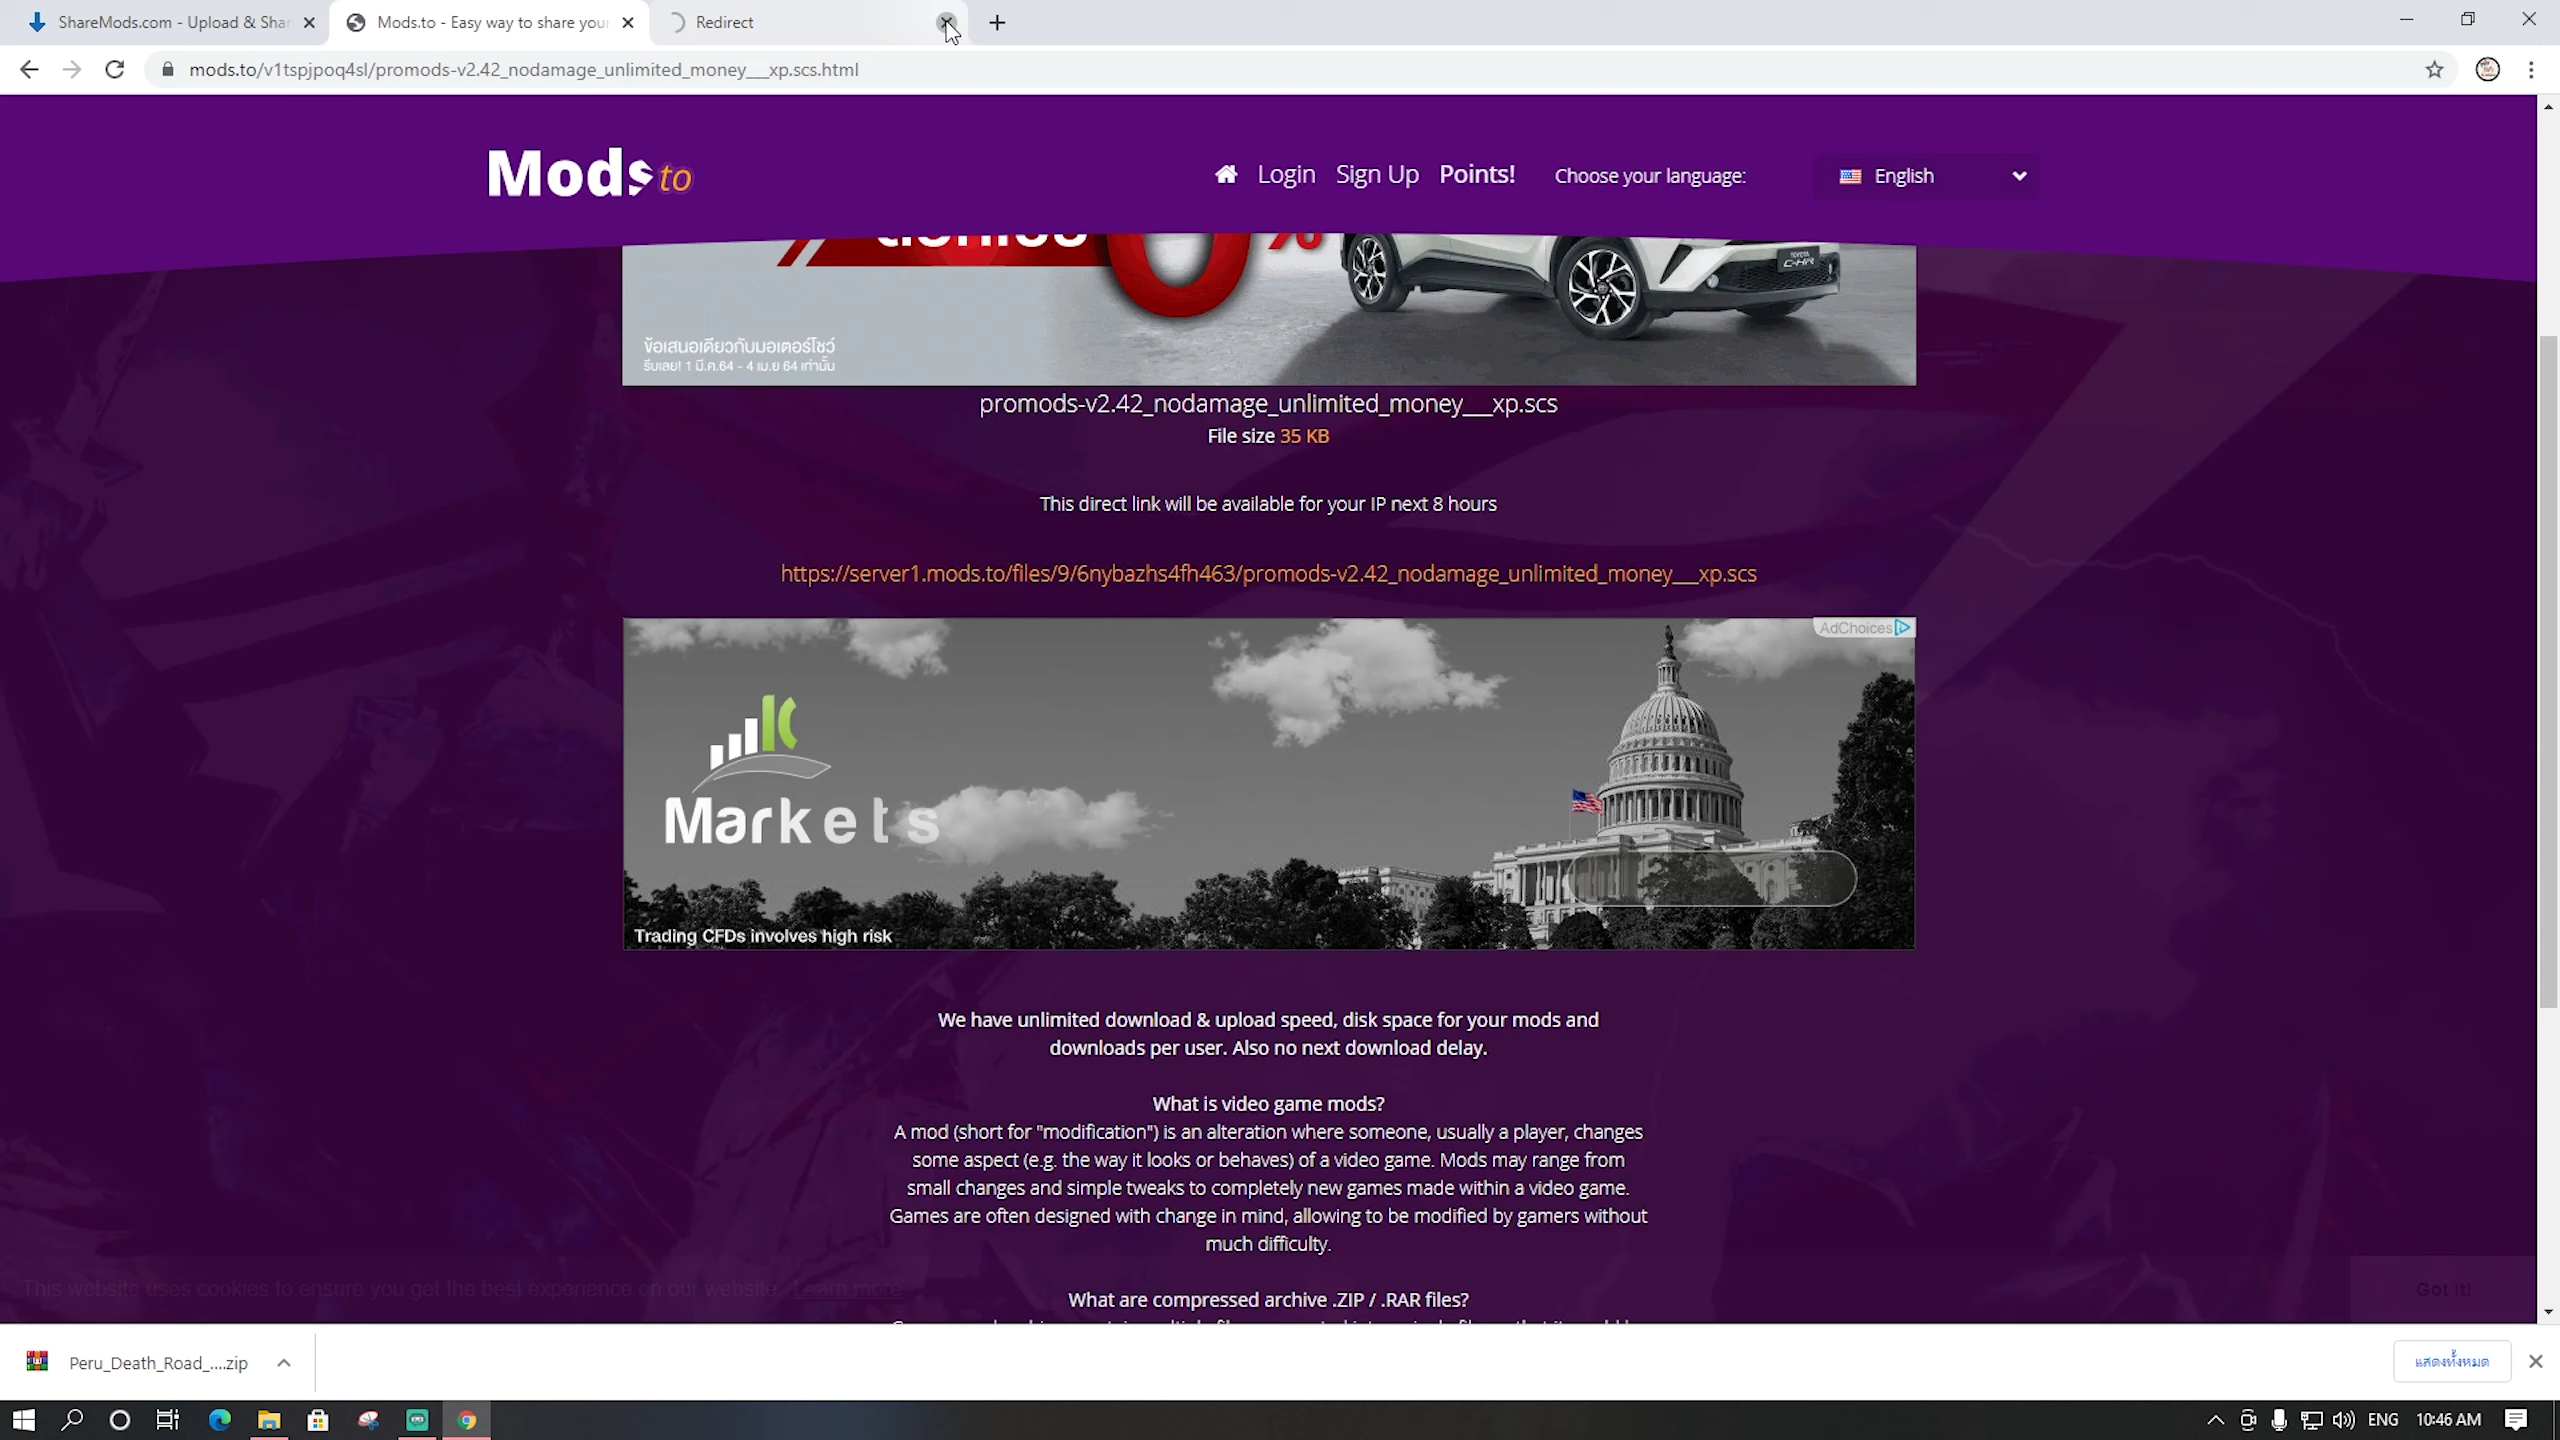 ShareMods.com - Upload & Shar
Mods.to - Easy way to share your
Redirect
mods.to/v1tspjpoq4sl/promods-v2.42_nodamage_unlimited_money___xp.scs.html
Mods to
Login Sign Up Points! Choose your language: English
0%
TOYOTA
C-HR
ข้อเสนอเดียวกับมอเตอร์โชว์
รีบเลย! 1 มี.ค.64 - 4 เม.ย 64 เท่านั้น
promods-v2.42_nodamage_unlimited_money___xp.scs
File size 35 KB
This direct link will be available for your IP next 8 hours
https://server1.mods.to/files/9/6nybazhs4fh463/promods-v2.42_nodamage_unlimited_money___xp.scs
AdChoices
IC
Markets
Trading CFDs involves high risk
We have unlimited download & upload speed, disk space for your mods and
downloads per user. Also no next download delay.
What is video game mods?
A mod (short for "modification") is an alteration where someone, usually a player, changes
some aspect (e.g. the way it looks or behaves) of a video game. Mods may range from
small changes and simple tweaks to completely new games made within a video game.
Games are often designed with change in mind, allowing to be modified by gamers without
much difficulty.
This website uses cookies to ensure you get the best experience on our website. Learn more
Got it!
What are compressed archive .ZIP / .RAR files?
Peru_Death_Road_....zip
แสดงทั้งหมด
ENG 10:46 AM